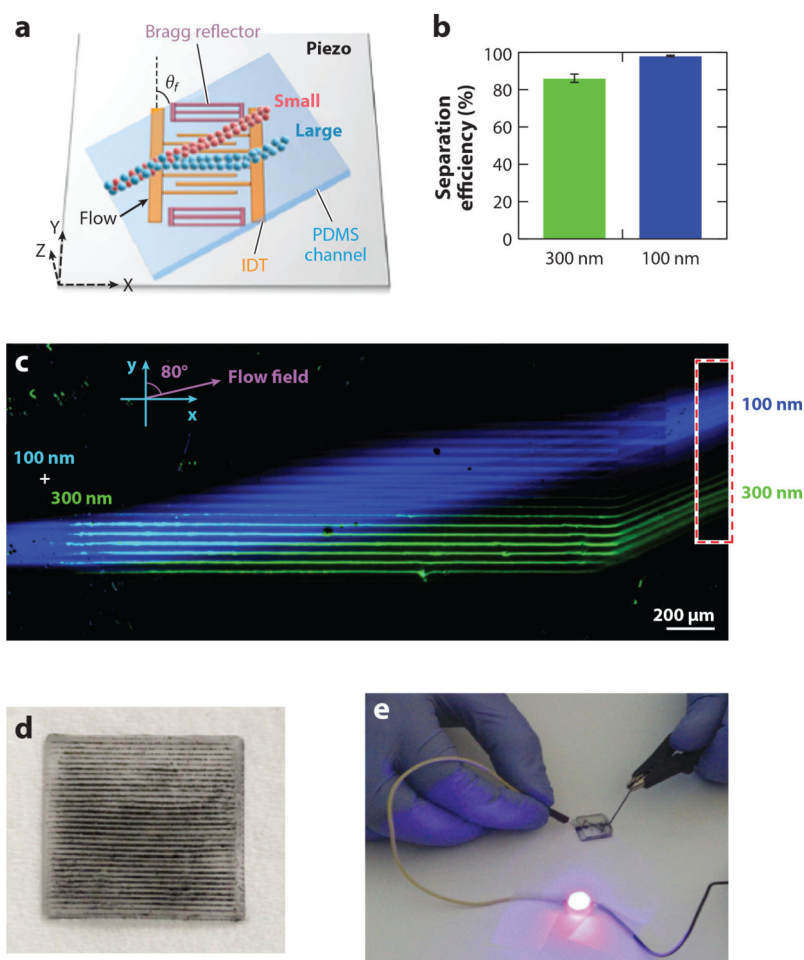 a
Bragg reflector
Piezo
θf
Small
Large
Flow
Y
Z
X
IDT
PDMS
channel
b
Separation
efficiency (%)
100
80
60
40
20
0
300 nm
100 nm
c
y
80°
Flow field
x
100 nm
+
300 nm
100 nm
300 nm
200 µm
d
e